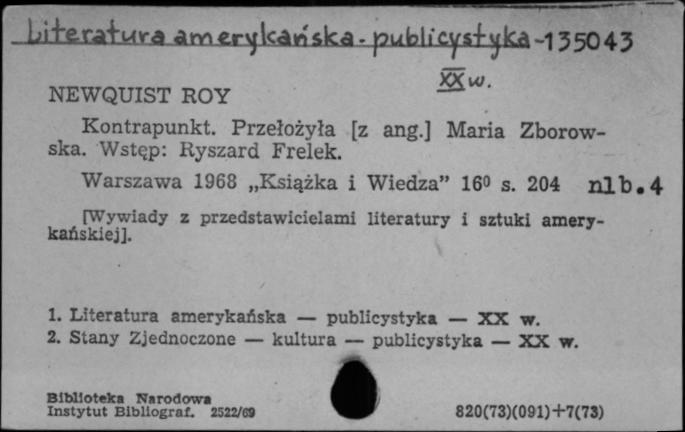 Literatura amerykańska - publicystyka - 135043
XX w.
NEWQUIST ROY
Kontrapunkt. Przełożyła [z ang.] Maria Zborow-
ska. Wstęp: Ryszard Frelek.
Warszawa 1968 „Książka i Wiedza” 16⁰ s. 204 nlb.4
[Wywiady z przedstawicielami literatury i sztuki amery-
kańskiej].
1. Literatura amerykańska — publicystyka — XX w.
2. Stany Zjednoczone — kultura — publicystyka — XX w.
Biblioteka Narodowa
Instytut Bibliograf. 2522/69 820(73)(091)+7(73)